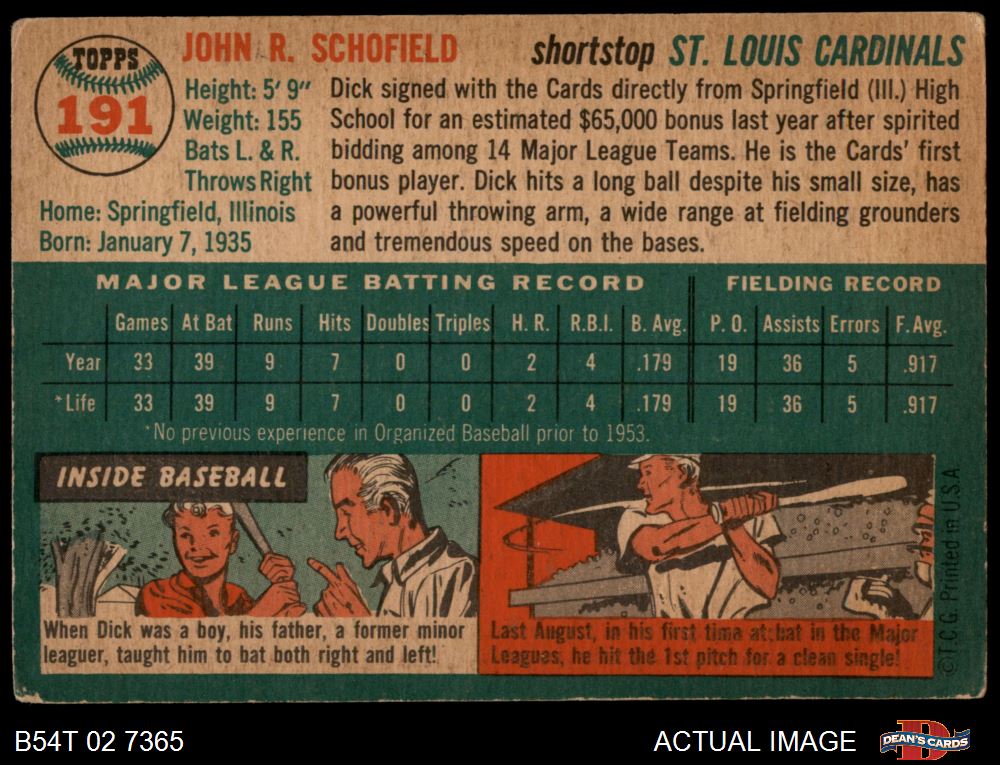 TOPPS
191
JOHN R. SCHOFIELD
shortstop ST. LOUIS CARDINALS
Height: 5' 9"
Weight: 155
Bats L. & R.
Throws Right
Home: Springfield, Illinois
Born: January 7, 1935
Dick signed with the Cards directly from Springfield (Ill.) High
School for an estimated $65,000 bonus last year after spirited
bidding among 14 Major League Teams. He is the Cards' first
bonus player. Dick hits a long ball despite his small size, has
a powerful throwing arm, a wide range at fielding grounders
and tremendous speed on the bases.
MAJOR LEAGUE BATTING RECORD FIELDING RECORD
Games At Bat Runs Hits Doubles Triples H. R. R.B.I. B. Avg. P. O. Assists Errors F. Avg.
Year 33 39 9 7 0 0 2 4 .179 19 36 5 .917
*Life 33 39 9 7 0 0 2 4 .179 19 36 5 .917
*No previous experience in Organized Baseball prior to 1953.
INSIDE BASEBALL
When Dick was a boy, his father, a former minor
leaguer, taught him to bat both right and left!
Last August, in his first time at bat in the Major
Leagues, he hit the 1st pitch for a clean single!
©T.C.G. Printed in U.S.A
B54T 02 7365
ACTUAL IMAGE
D
DEAN'S CARDS